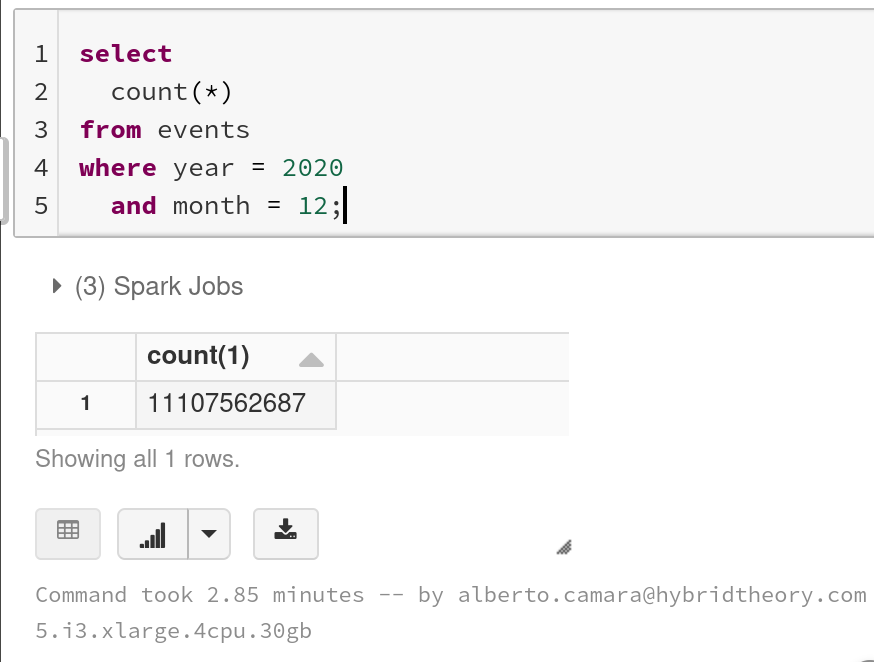 1 select
2   count(*)
3 from events
4 where year = 2020
5   and month = 12;
(3) Spark Jobs
count(1)
1 11107562687
Showing all 1 rows.
Command took 2.85 minutes -- by alberto.camara@hybridtheory.com
5.i3.xlarge.4cpu.30gb